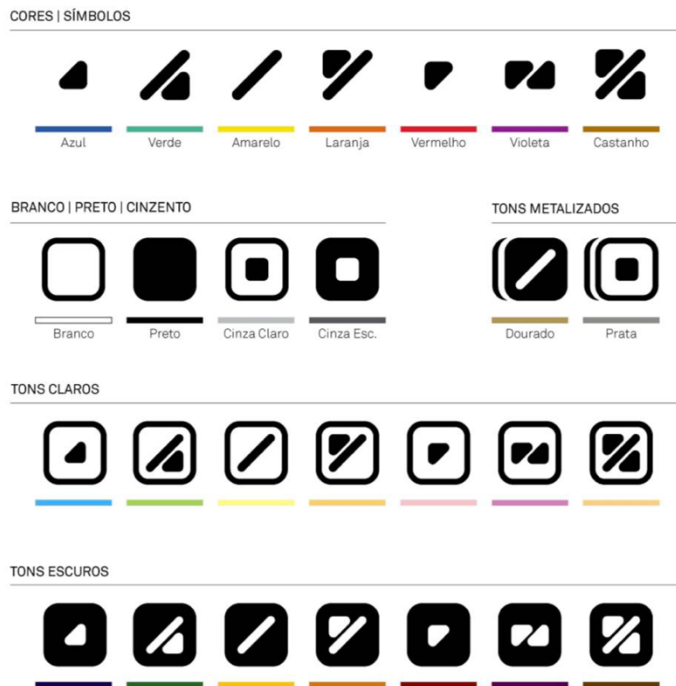 CORES | SÍMBOLOS
Azul Verde Amarelo Laranja Vermelho Violeta Castanho
BRANCO | PRETO | CINZENTO
TONS METALIZADOS
Branco Preto Cinza Claro Cinza Esc. Dourado Prata
TONS CLAROS
TONS ESCUROS